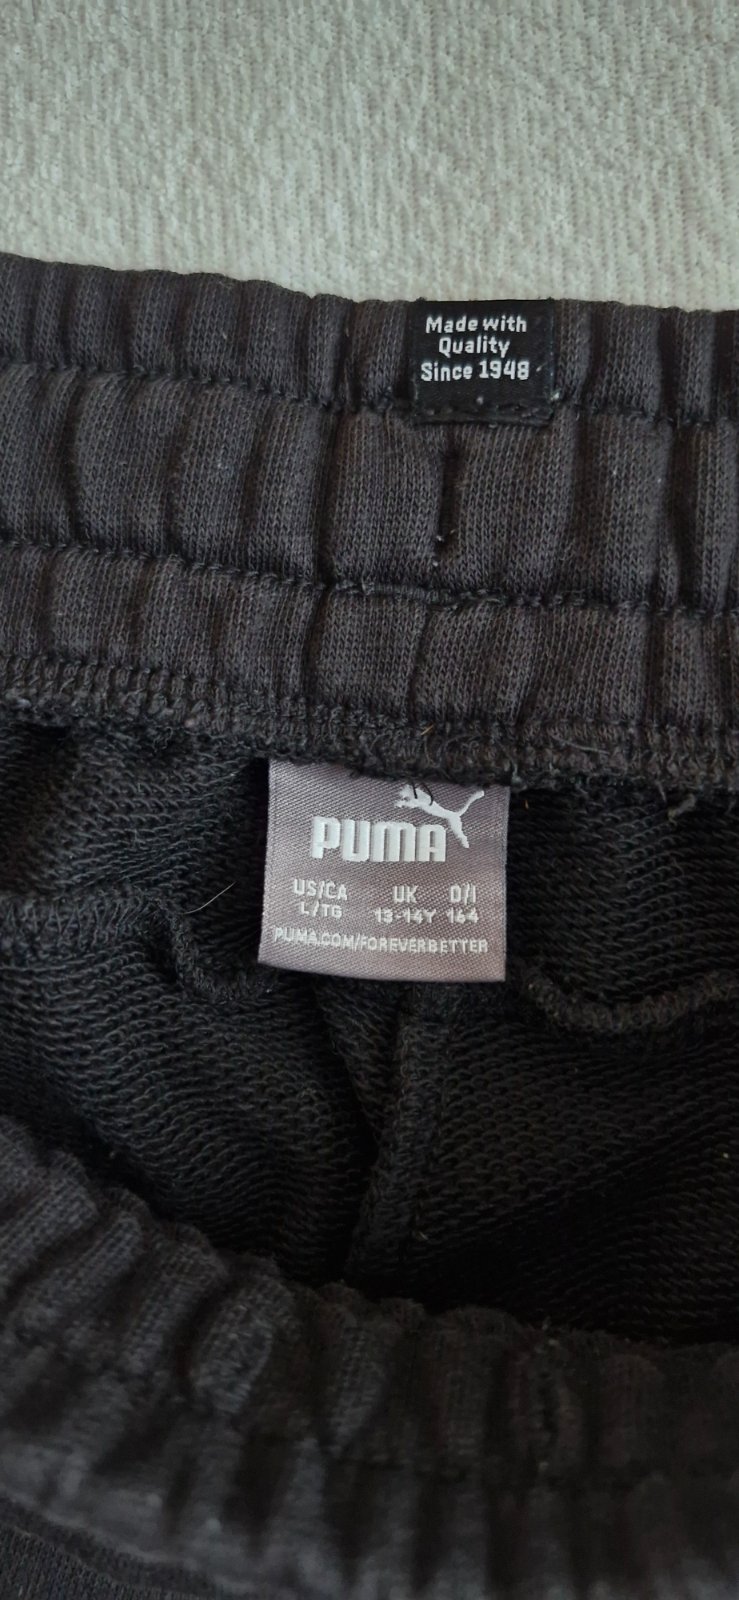 Made with
Quality
Since 1948
PUMA
US/CA UK D/I
L/TG 13-14Y 164
PUMA.COM/FOREVERBETTER